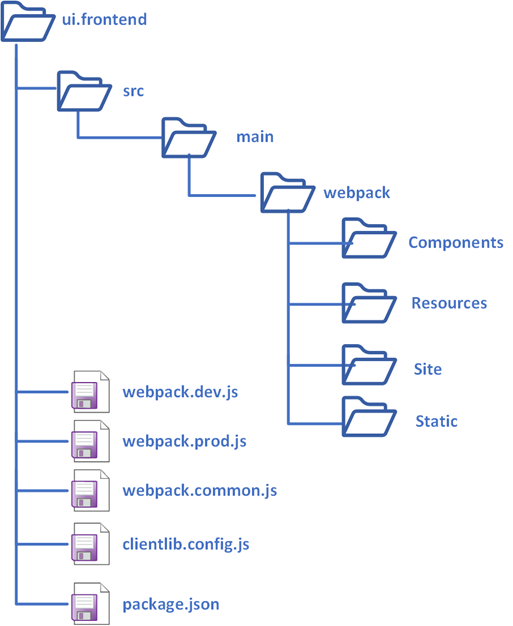 ui.frontend
src
main
webpack
Components
Resources
Site
Static
webpack.dev.js
webpack.prod.js
webpack.common.js
clientlib.config.js
package.json